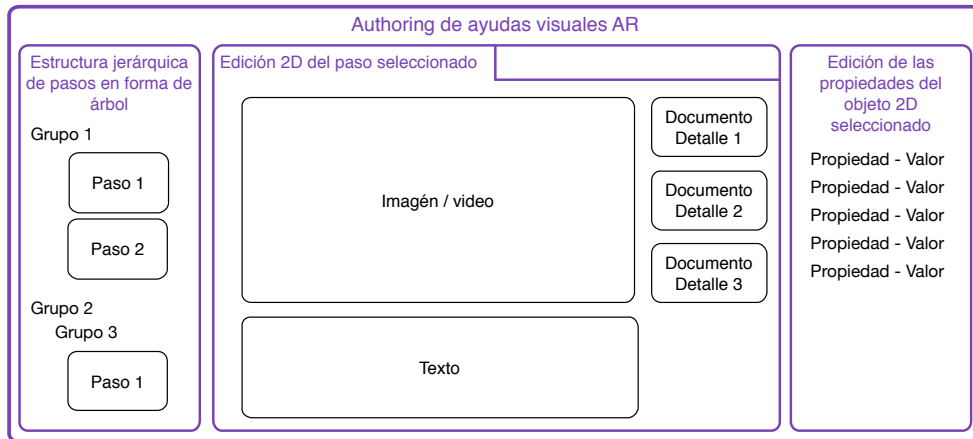 Authoring de ayudas visuales AR
Estructura jerárquica
de pasos en forma de
árbol
Grupo 1
Paso 1
Paso 2
Grupo 2
Grupo 3
Paso 1
Edición 2D del paso seleccionado
Imagén / video
Documento
Detalle 1
Documento
Detalle 2
Documento
Detalle 3
Texto
Edición de las
propiedades del
objeto 2D
seleccionado
Propiedad - Valor
Propiedad - Valor
Propiedad - Valor
Propiedad - Valor
Propiedad - Valor